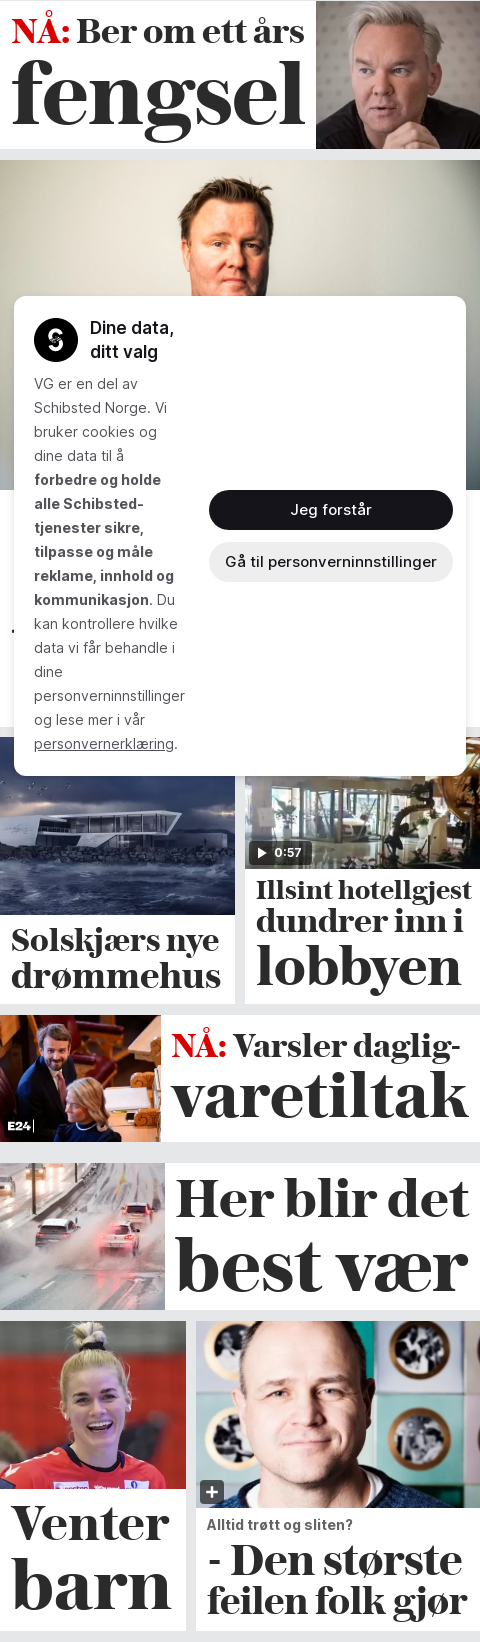 NÅ: Ber om ett års
fengsel
Dine data,
ditt valg
VG er en del av
Schibsted Norge. Vi
bruker cookies og
dine data til å
forbedre og holde
alle Schibsted-
tjenester sikre,
tilpasse og måle
reklame, innhold og
kommunikasjon. Du
kan kontrollere hvilke
data vi får behandle i
dine
personverninnstillinger
og lese mer i vår
personvernerklæring.
Jeg forstår
Gå til personverninnstillinger
Solskjærs nye
drømmehus
0:57
Illsint hotellgjest
dundrer inn i
lobbyen
E24
NÅ: Varsler daglig-
varetiltak
Her blir det
best vær
Venter
barn
Alltid trøtt og sliten?
- Den største
feilen folk gjør